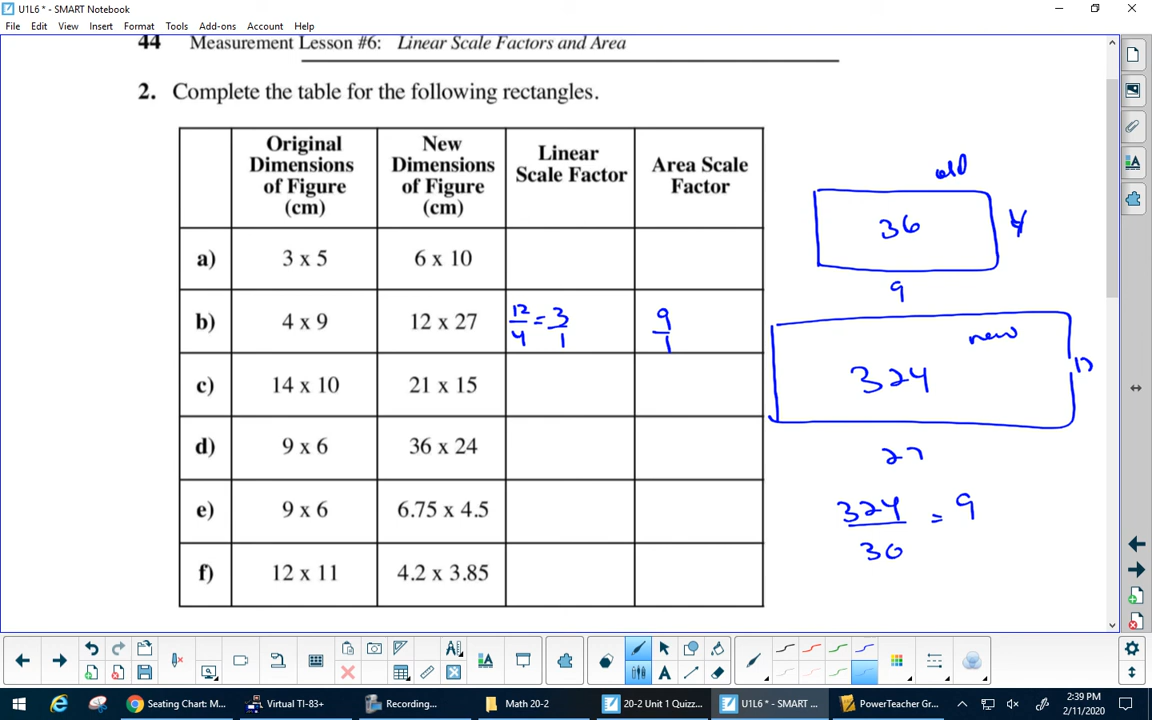 U1L6 * - SMART Notebook
File Edit View Insert Format Tools Add-ons Account Help
44 Measurement Lesson #6: Linear Scale Factors and Area
2. Complete the table for the following rectangles.
Original Dimensions of Figure (cm) New Dimensions of Figure (cm) Linear Scale Factor Area Scale Factor
a) 3 x 5 6 x 10
b) 4 x 9 12 x 27 12/4 = 3/1 9/1
c) 14 x 10 21 x 15
d) 9 x 6 36 x 24
e) 9 x 6 6.75 x 4.5
f) 12 x 11 4.2 x 3.85
old
36 4
9
new
324 12
27
324/36 = 9
Seating Chart: M... Virtual TI-83+ Recording... Math 20-2 20-2 Unit 1 Quizz... U1L6 * - SMART ... PowerTeacher Gr...
2:39 PM
2/11/2020